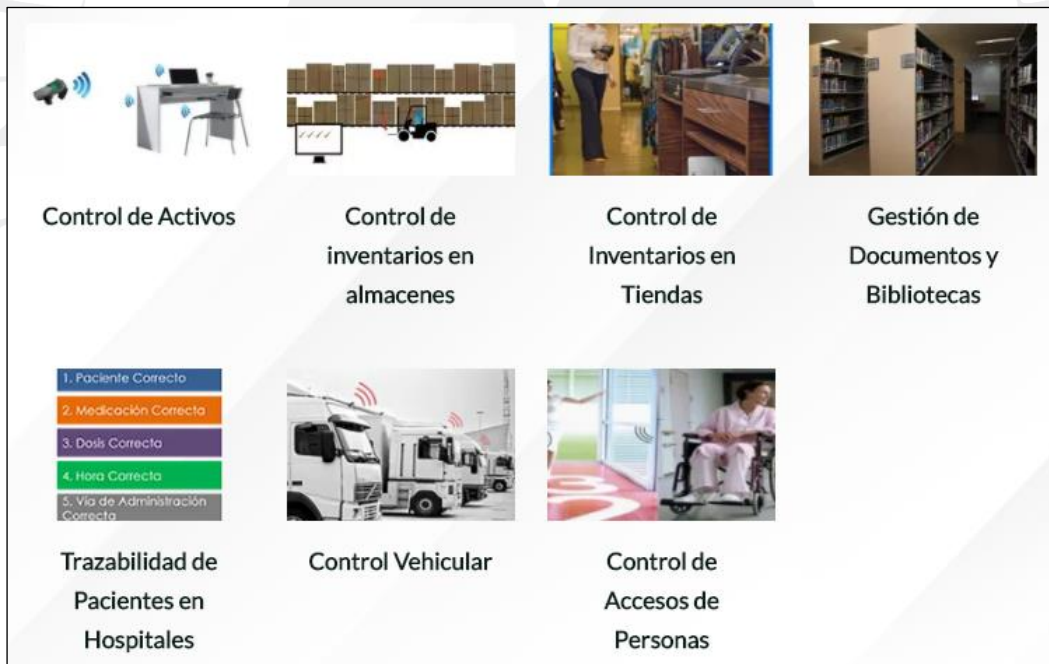 Control de Activos
Control de
inventarios en
almacenes
Control de
Inventarios en
Tiendas
Gestión de
Documentos y
Bibliotecas
1. Paciente Correcto
2. Medicación Correcta
3. Dosis Correcta
4. Hora Correcta
5. Vía de Administración
Correcta
Trazabilidad de
Pacientes en
Hospitales
Control Vehicular
Control de
Accesos de
Personas